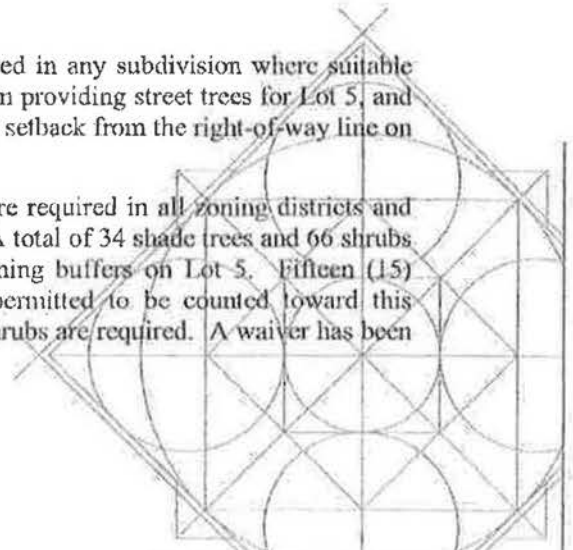 ed in any subdivision where suitable
n providing street trees for Lot 5, and
setback from the right-of-way line on
re required in all zoning districts and
A total of 34 shade trees and 66 shrubs
ning buffers on Lot 5. Fifteen (15)
permitted to be counted toward this
hrubs are required. A waiver has been